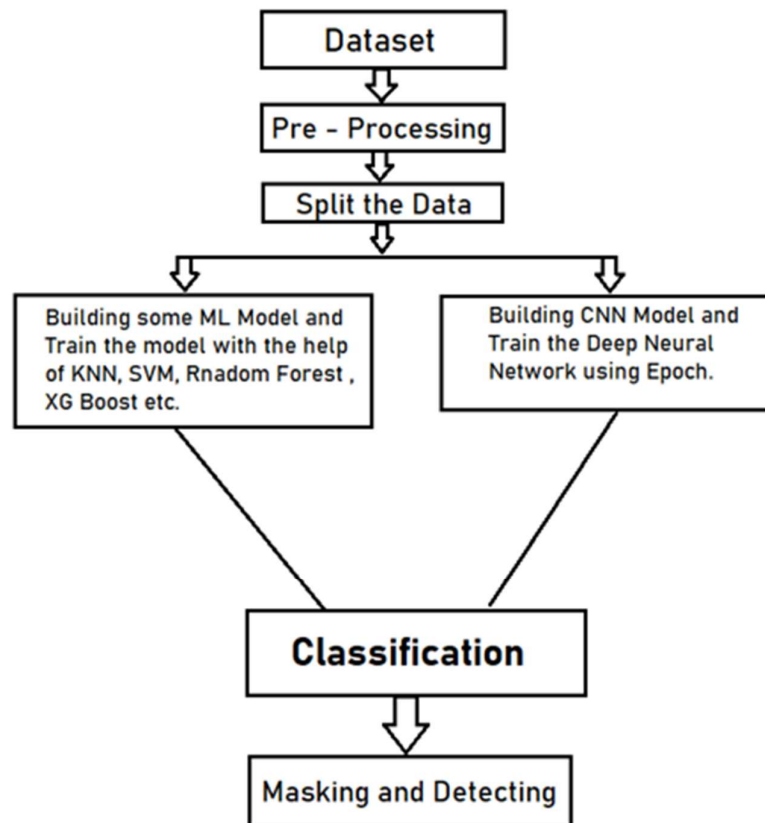 Dataset
Pre - Processing
Split the Data
Building some ML Model and
Train the model with the help
of KNN, SVM, Rnadom Forest ,
XG Boost etc.
Building CNN Model and
Train the Deep Neural
Network using Epoch.
Classification
Masking and Detecting